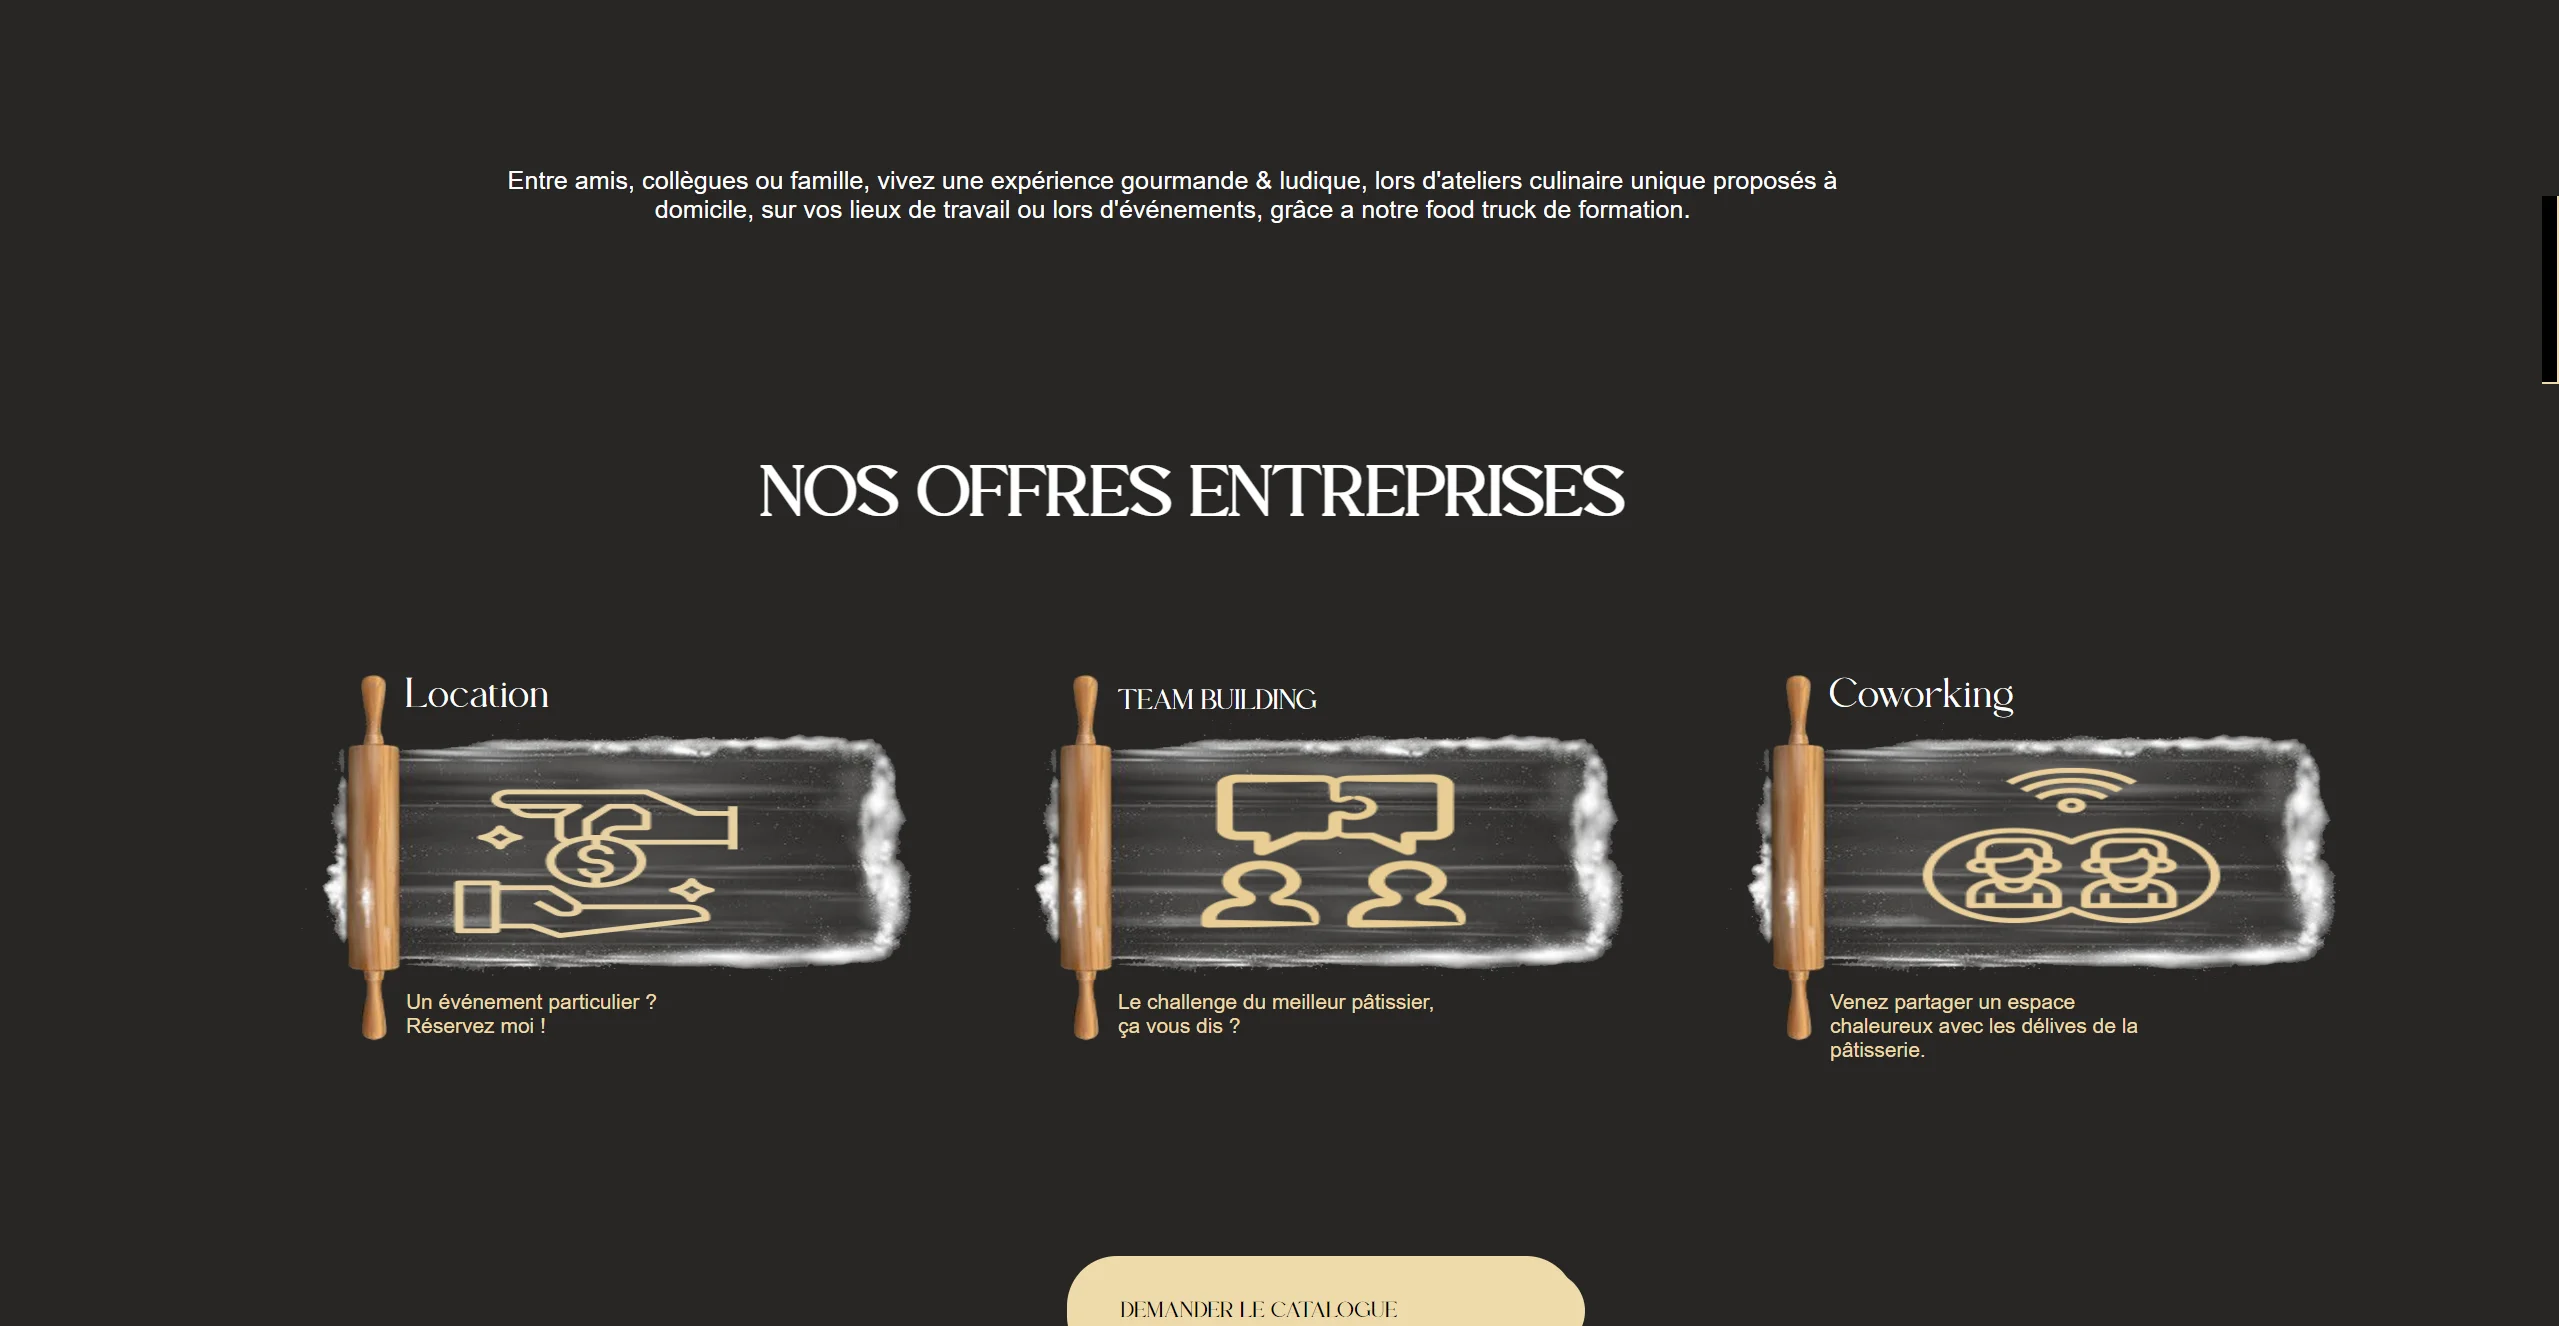 Entre amis, collègues ou famille, vivez une expérience gourmande & ludique, lors d'ateliers culinaire unique proposés à
domicile, sur vos lieux de travail ou lors d'événements, grâce a notre food truck de formation.
NOS OFFRES ENTREPRISES
Location
Un événement particulier ?
Réservez moi !
TEAM BUILDING
Le challenge du meilleur pâtissier,
ça vous dis ?
Coworking
Venez partager un espace
chaleureux avec les délives de la
pâtisserie.
DEMANDER LE CATALOGUE